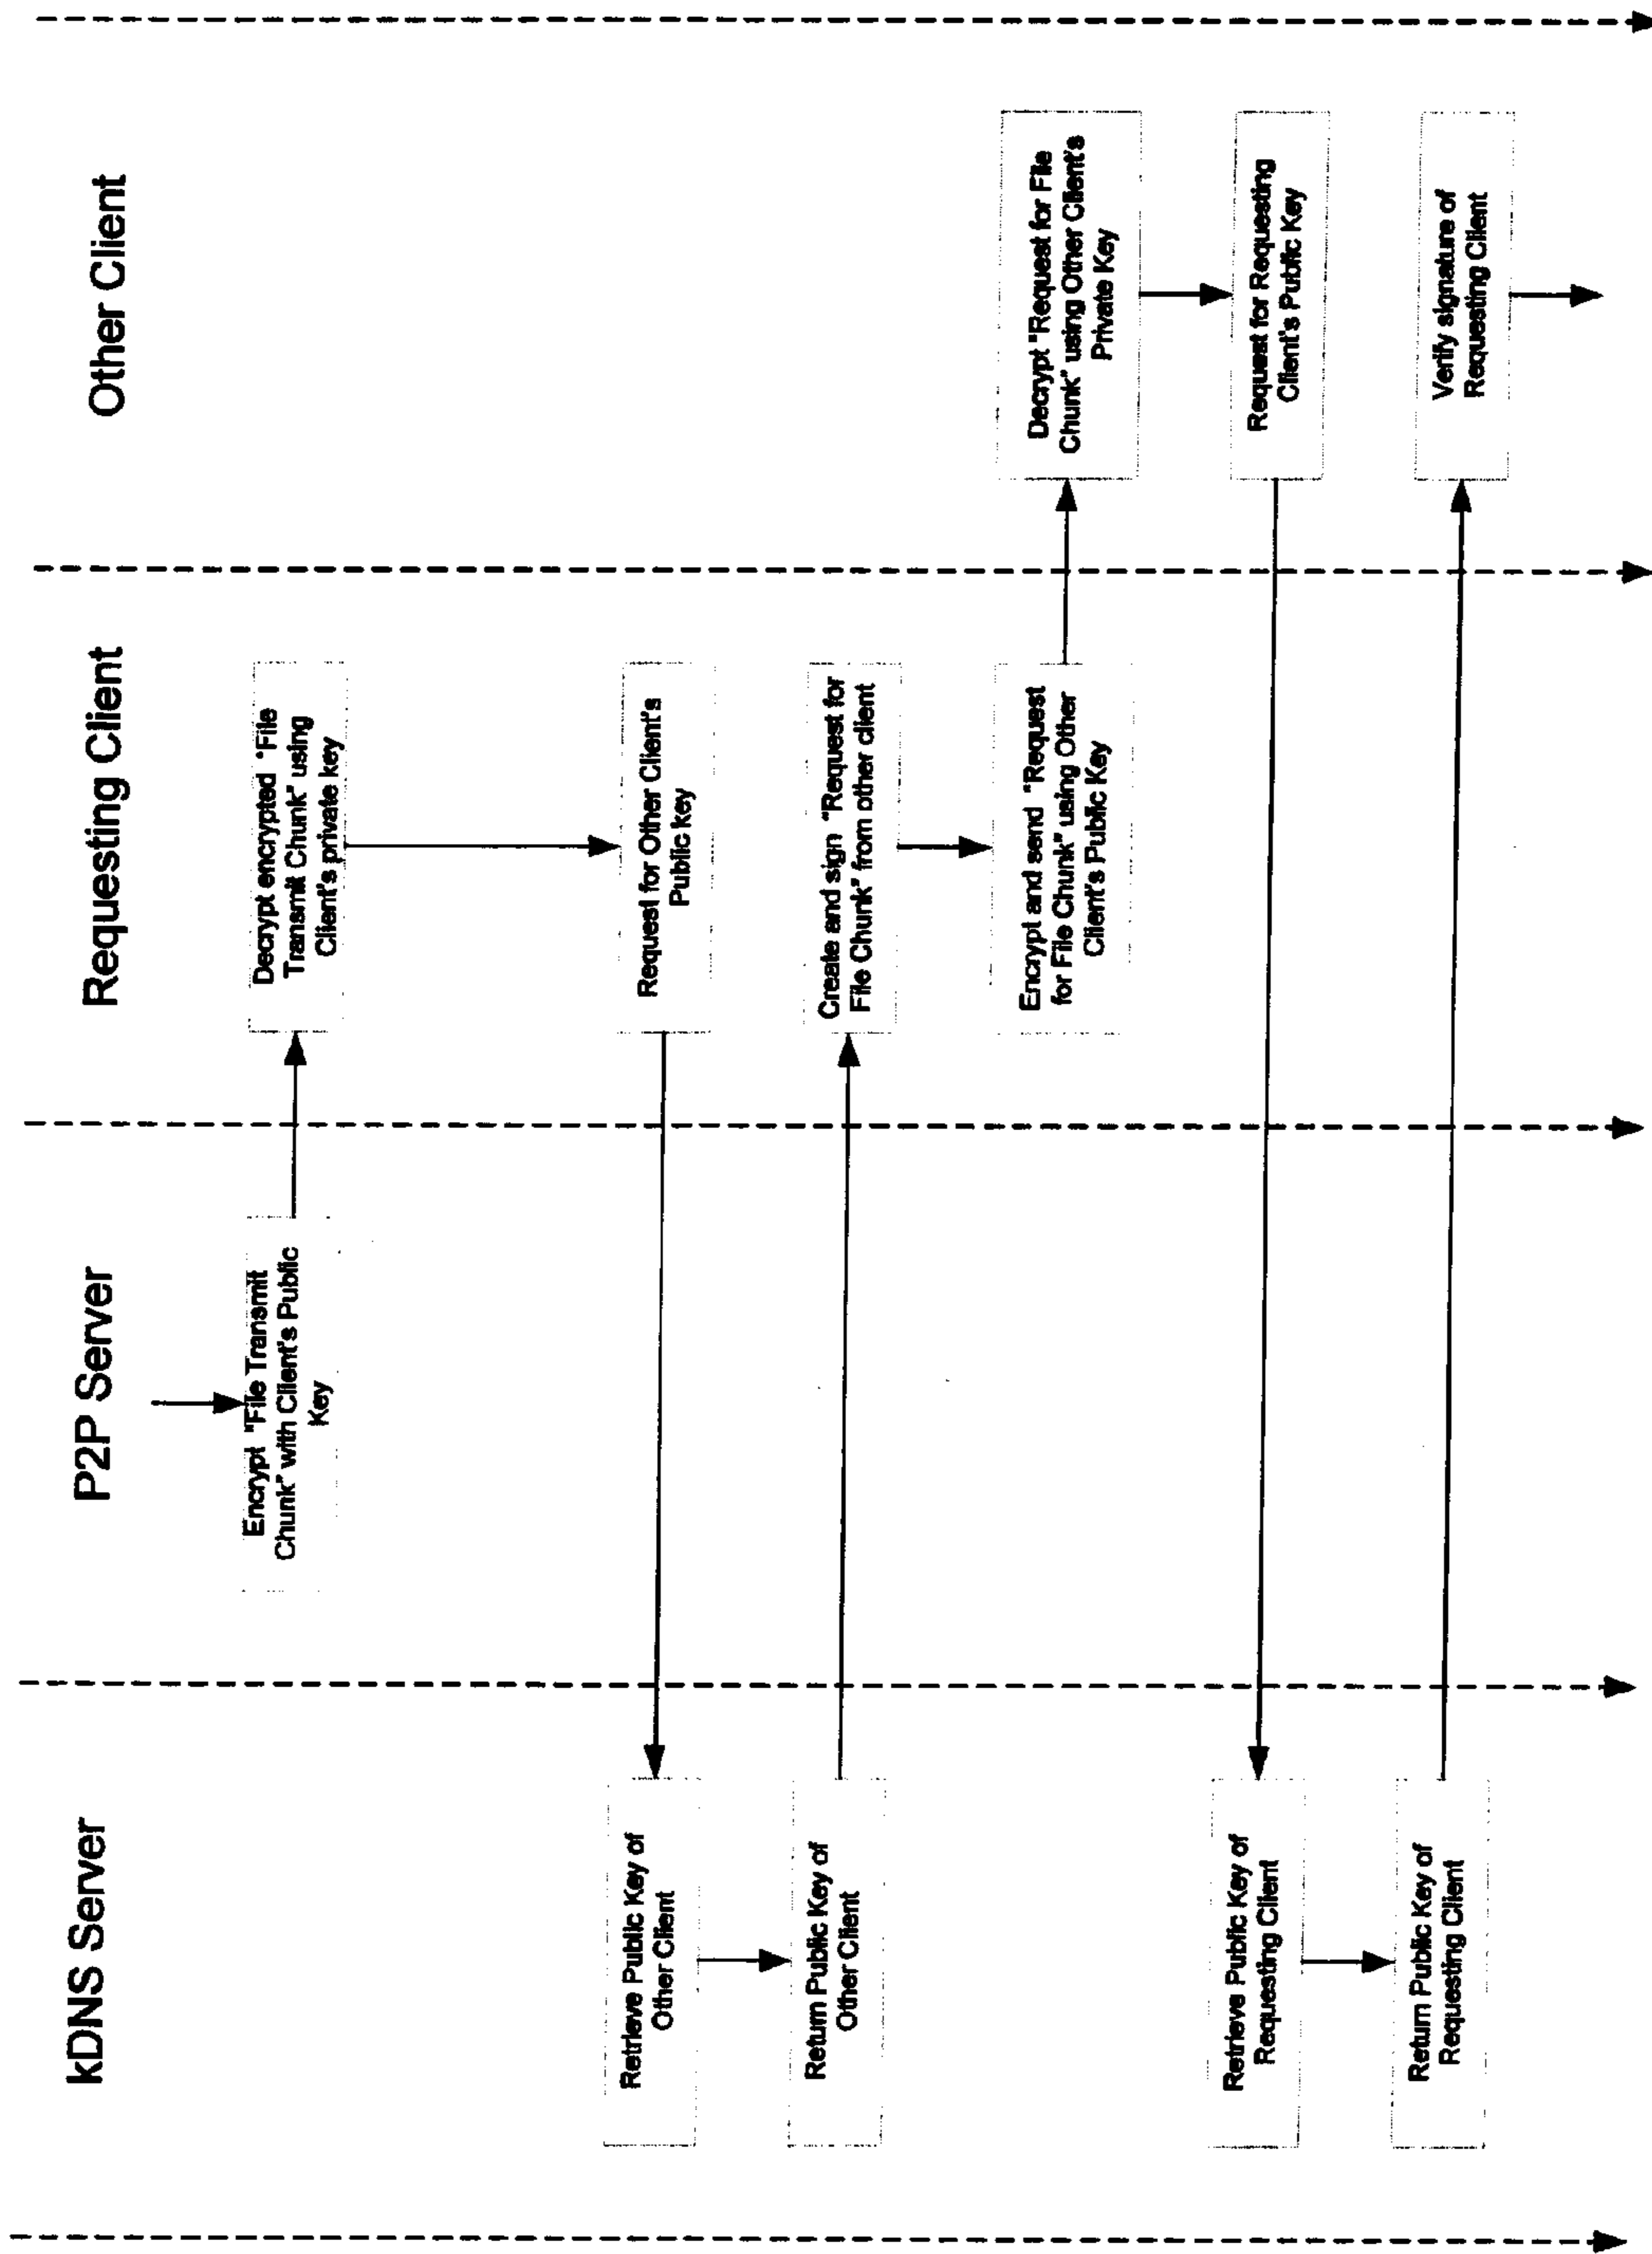 kDNS Server
P2P Server
Requesting Client
Other Client
Encrypt "File Transmit
Chunk" with Client's Public
Key
Decrypt encrypted "File
Transmit Chunk" using
Client's private key
Request for Other Client's
Public key
Retrieve Public Key of
Other Client
Return Public Key of
Other Client
Create and sign "Request for
File Chunk" from other client
Encrypt and send "Request
for File Chunk" using Other
Client's Public Key
Decrypt "Request for File
Chunk" using Other Client's
Private Key
Request for Requesting
Client's Public Key
Retrieve Public Key of
Requesting Client
Return Public Key of
Requesting Client
Verify signature of
Requesting Client